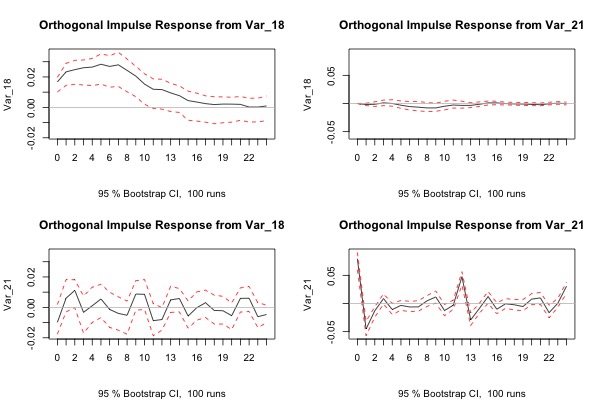 Orthogonal Impulse Response from Var_18
Var_18
0.02
0.00
-0.02
0 2 4 6 8 10 13 16 19 22
95 % Bootstrap CI, 100 runs
Orthogonal Impulse Response from Var_21
Var_18
0.05
-0.05
0 2 4 6 8 10 13 16 19 22
95 % Bootstrap CI, 100 runs
Orthogonal Impulse Response from Var_18
Var_21
0.02
0.00
-0.02
0 2 4 6 8 10 13 16 19 22
95 % Bootstrap CI, 100 runs
Orthogonal Impulse Response from Var_21
Var_21
0.05
-0.05
0 2 4 6 8 10 13 16 19 22
95 % Bootstrap CI, 100 runs